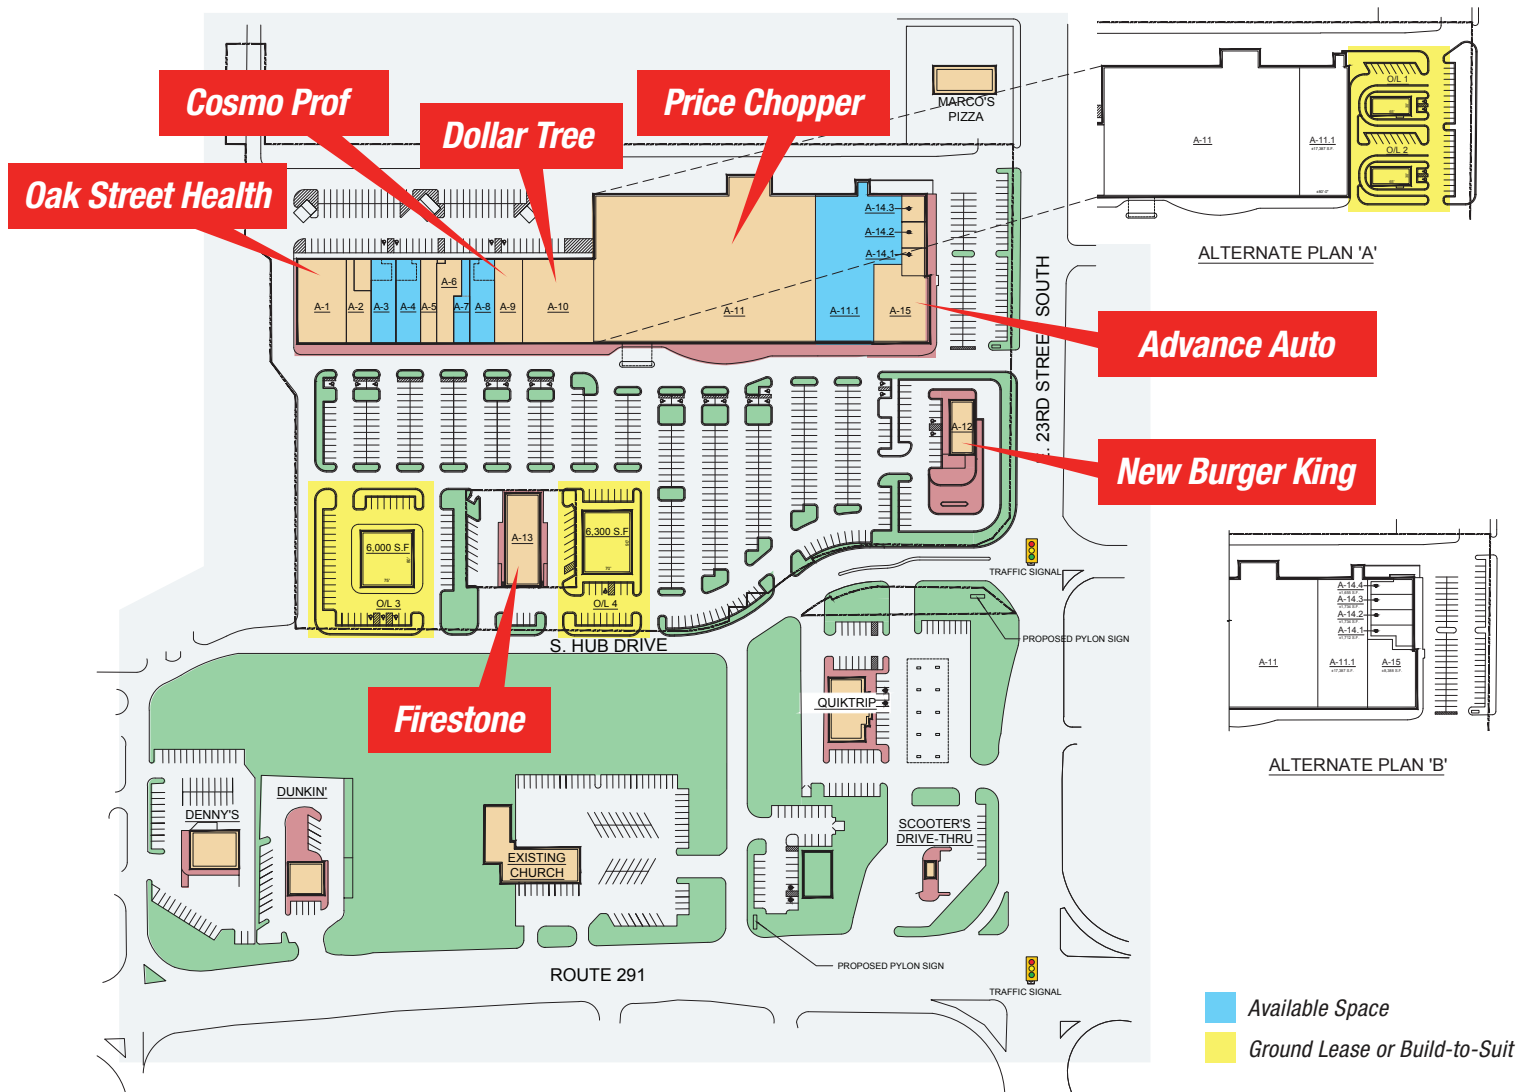 Cosmo Prof
Dollar Tree
Price Chopper
Oak Street Health
MARCO'S
PIZZA
A-14.3
A-14.2
A-14.1
A-1
A-2
A-3
A-4
A-5
A-6
A-7
A-8
A-9
A-10
A-11
A-11.1
A-15
Advance Auto
New Burger King
A-12
23RD STREET SOUTH
O/L 1
O/L 2
A-11
A-11.1
ALTERNATE PLAN 'A'
6,000 S.F
O/L 3
A-13
6,300 S.F
O/L 4
Firestone
S. HUB DRIVE
TRAFFIC SIGNAL
PROPOSED PYLON SIGN
QUIKTRIP
A-14.4
A-14.3
A-14.2
A-14.1
A-11
A-11.1
A-15
ALTERNATE PLAN 'B'
DENNY'S
DUNKIN'
EXISTING
CHURCH
SCOOTER'S
DRIVE-THRU
PROPOSED PYLON SIGN
ROUTE 291
TRAFFIC SIGNAL
Available Space
Ground Lease or Build-to-Suit